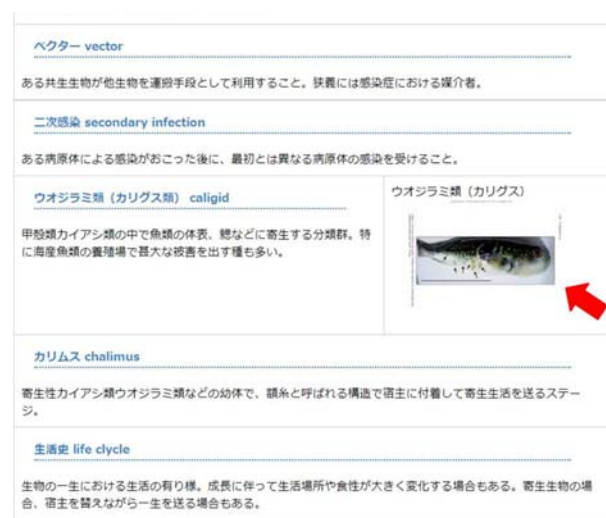 ベクター vector
ある共生生物が他生物を運搬手段として利用すること。狭義には感染症における媒介者。
二次感染 secondary infection
ある病原体による感染がおこった後に、最初とは異なる病原体の感染を受けること。
ウオジラミ類（カリグス類） caligid
甲殻類カイアシ類の中で魚類の体表、鰓などに寄生する分類群。特
に海産魚類の養殖場で甚大な被害を出す種も多い。
ウオジラミ類（カリグス）
カリムス chalimus
寄生性カイアシ類ウオジラミ類などの幼体で、額糸と呼ばれる構造で宿主に付着して寄生生活を送るステー
ジ。
生活史 life clycle
生物の一生における生活の有り様。成長に伴って生活場所や食性が大きく変化する場合もある。寄生生物の場
合、宿主を替えながら一生を送る場合もある。